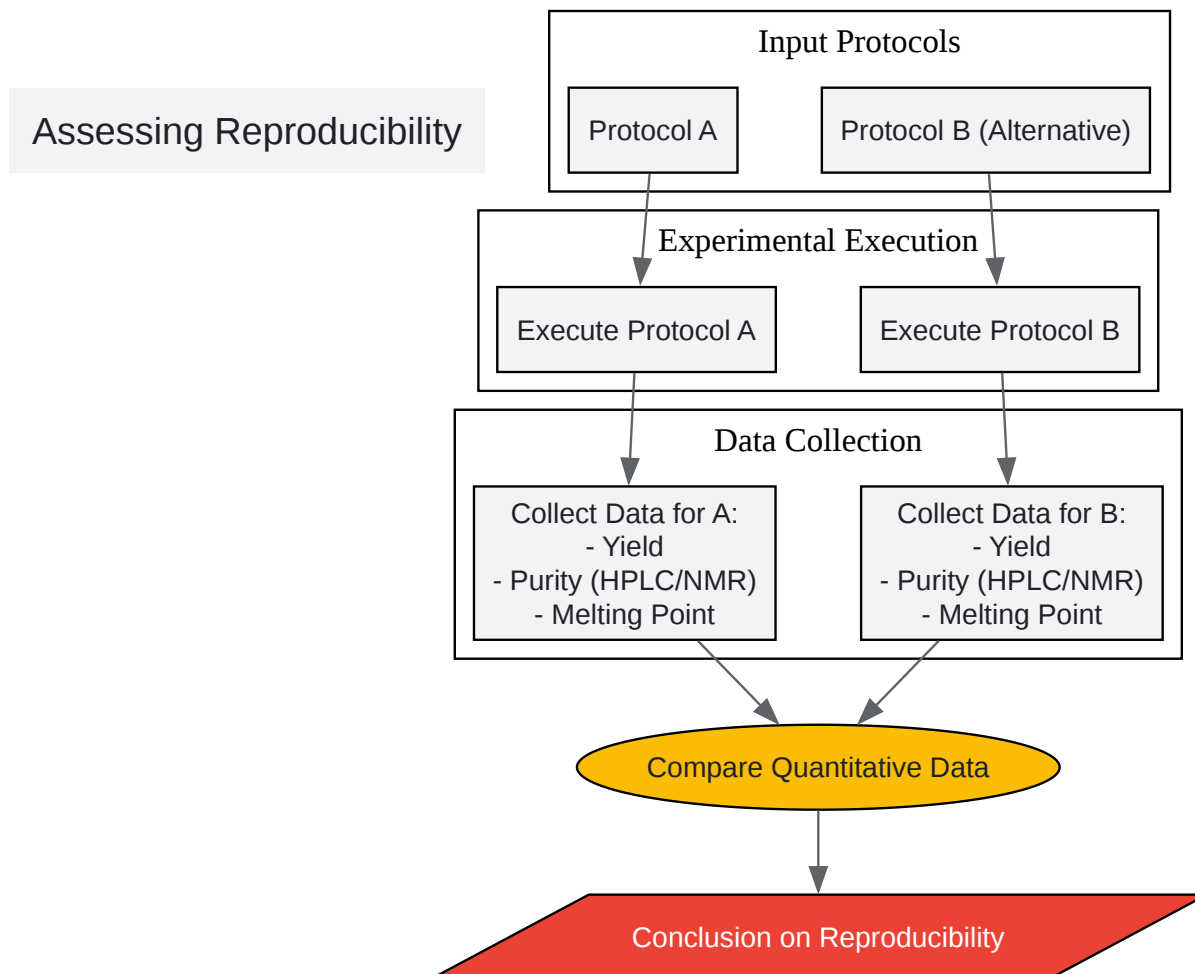 Input Protocols
Assessing Reproducibility
Protocol A
Protocol B (Alternative)
Experimental Execution
Execute Protocol A
Execute Protocol B
Data Collection
Collect Data for A:
- Yield
- Purity (HPLC/NMR)
- Melting Point
Collect Data for B:
- Yield
- Purity (HPLC/NMR)
- Melting Point
Compare Quantitative Data
Conclusion on Reproducibility